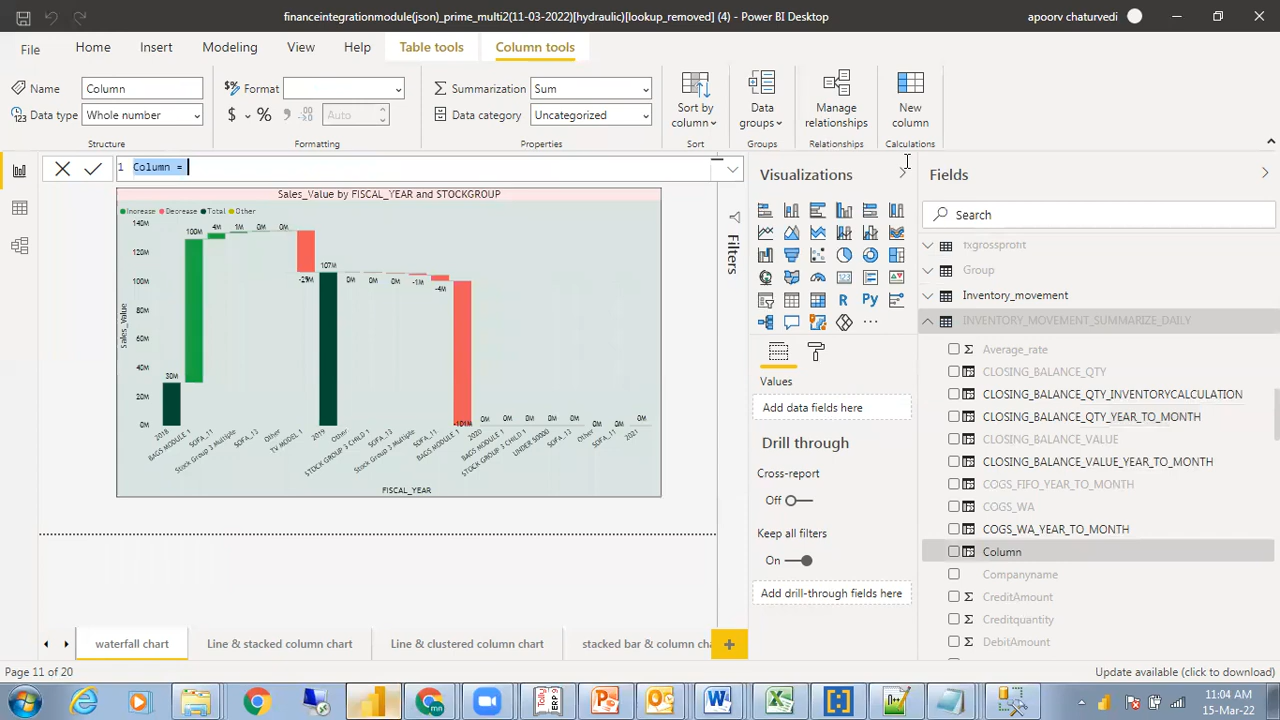 financeintegrationmodule(json)_prime_multi2(11-03-2022)[hydraulic][lookup_removed] (4) - Power BI Desktop
apoorv chaturvedi
File Home Insert Modeling View Help Table tools Column tools
Name Column
Data type Whole number
Structure
Format
$ % Auto
Formatting
Summarization Sum
Data category Uncategorized
Properties
Sort by column
Sort
Data groups
Groups
Manage relationships
Relationships
New column
Calculations
1 Column =
Sales_Value by FISCAL_YEAR and STOCKGROUP
Increase Decrease Total Other
140M
120M
100M
80M
60M
40M
20M
0M
Sales_Value
30M 100M 4M 1M 0M 0M -29M 107M 0M 0M 0M -1M -4M -101M 0M 0M 0M 0M 0M 0M 0M
2018
BAGS MODULE 1
SOFA_11
Stock Group 3 Multiple
SOFA_13
Other
TV MODEL 1
2019
Other
STOCK GROUP 1 CHILD 1
SOFA_13
Stock Group 3 Multiple
SOFA_11
BAGS MODULE 1
2020
BAGS MODULE 1
STOCK GROUP 1 CHILD 1
UNDER 50000
SOFA_13
Other
SOFA_11
2021
FISCAL_YEAR
Filters
Visualizations
R Py
Values
Add data fields here
Drill through
Cross-report
Off
Keep all filters
On
Add drill-through fields here
Fields
Search
fxgrossprofit
Group
Inventory_movement
INVENTORY_MOVEMENT_SUMMARIZE_DAILY
Average_rate
CLOSING_BALANCE_QTY
CLOSING_BALANCE_QTY_INVENTORYCALCULATION
CLOSING_BALANCE_QTY_YEAR_TO_MONTH
CLOSING_BALANCE_VALUE
CLOSING_BALANCE_VALUE_YEAR_TO_MONTH
COGS_FIFO_YEAR_TO_MONTH
COGS_WA
COGS_WA_YEAR_TO_MONTH
Column
Companyname
CreditAmount
Creditquantity
DebitAmount
waterfall chart
Line & stacked column chart
Line & clustered column chart
stacked bar & column cha
Page 11 of 20
Update available (click to download)
11:04 AM
15-Mar-22